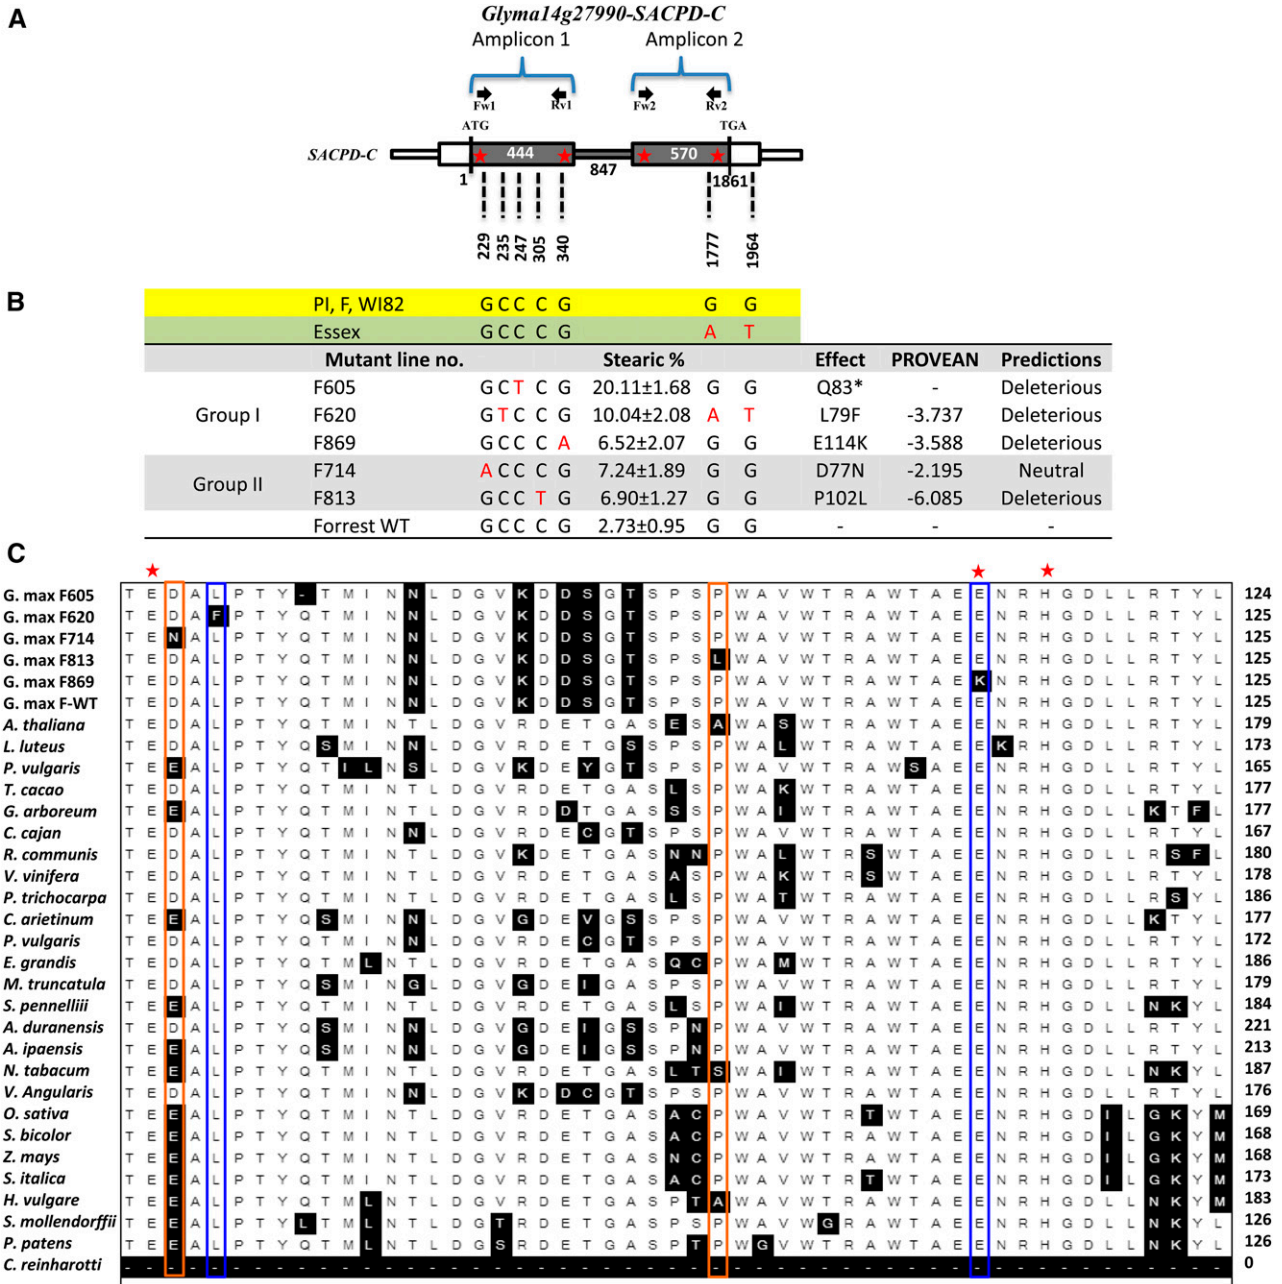 A
Glyma14g27990-SACPD-C
Amplicon 1 Amplicon 2
Fw1 Rv1 Fw2 Rv2
ATG TGA
SACPD-C 444 570
1 847 1861
229 235 247 305 340 1777 1964
B
PI, F, WI82 G C C C G G G
Essex G C C C G A T
Mutant line no. Stearic % Effect PROVEAN Predictions
F605 G C T C G 20.11±1.68 G G Q83* - Deleterious
Group I F620 G T C C G 10.04±2.08 A T L79F -3.737 Deleterious
F869 G C C C A 6.52±2.07 G G E114K -3.588 Deleterious
Group II F714 A C C C G 7.24±1.89 G G D77N -2.195 Neutral
F813 G C C T G 6.90±1.27 G G P102L -6.085 Deleterious
Forrest WT G C C C G 2.73±0.95 G G - - -
C
G. max F605 T E D A L P T Y - T M I N N L D G V K D D S G T S P S P W A V W T R A W T A E E N R H G D L L R T Y L 124
G. max F620 T E D A F P T Y Q T M I N N L D G V K D D S G T S P S P W A V W T R A W T A E E N R H G D L L R T Y L 125
G. max F714 T E N A L P T Y Q T M I N N L D G V K D D S G T S P S P W A V W T R A W T A E E N R H G D L L R T Y L 125
G. max F813 T E D A L P T Y Q T M I N N L D G V K D D S G T S P S L W A V W T R A W T A E E N R H G D L L R T Y L 125
G. max F869 T E D A L P T Y Q T M I N N L D G V K D D S G T S P S P W A V W T R A W T A E K N R H G D L L R T Y L 125
G. max F-WT T E D A L P T Y Q T M I N N L D G V K D D S G T S P S P W A V W T R A W T A E E N R H G D L L R T Y L 125
A. thaliana T E D A L P T Y Q T M I N T L D G V R D E T G A S E S A W A S W T R A W T A E E N R H G D L L R T Y L 179
L. luteus T E D A L P T Y Q S M I N N L D G V R D E T G S S P S P W A L W T R A W T A E E K R H G D L L R T Y L 173
P. vulgaris T E E A L P T Y Q T I L N S L D G V K D E Y G T S P S P W A V W T R A W S A E E N R H G D L L R T Y L 165
T. cacao T E D A L P T Y Q T M I N T L D G V R D E T G A S L S P W A K W T R A W T A E E N R H G D L L R T Y L 177
G. arboreum T E E A L P T Y Q T M I N T L D G V R D D T G A S S S P W A I W T R A W T A E E N R H G D L L K T F L 177
C. cajan T E D A L P T Y Q T M I N N L D G V R D E C G T S P S P W A V W T R A W T A E E N R H G D L L R T Y L 167
R. communis T E D A L P T Y Q T M I N T L D G V K D E T G A S N N P W A L W T R S W T A E E N R H G D L L R S F L 180
V. vinifera T E D A L P T Y Q T M I N T L D G V R D E T G A S A S P W A K W T R S W T A E E N R H G D L L R T Y L 178
P. trichocarpa T E D A L P T Y Q T M I N T L D G V R D E T G A S L S P W A T W T R A W T A E E N R H G D L L R S Y L 186
C. arietinum T E E A L P T Y Q S M I N N L D G V G D E V G S S P S P W A V W T R A W T A E E N R H G D L L K T Y L 177
P. vulgaris T E D A L P T Y Q T M I N N L D G V R D E C G T S P S P W A V W T R A W T A E E N R H G D L L R T Y L 172
E. grandis T E D A L P T Y Q T M L N T L D G V R D E T G A S Q C P W A M W T R A W T A E E N R H G D L L R T Y L 186
M. truncatula T E D A L P T Y Q S M I N G L D G V G D E I G A S P S P W A V W T R A W T A E E N R H G D L L R T Y L 179
S. pennelliii T E E A L P T Y Q T M I N T L D G V R D E T G A S L S P W A I W T R A W T A E E N R H G D L L N K Y L 184
A. duranensis T E D A L P T Y Q S M I N N L D G V G D E I G S S P N P W A V W T R A W T A E E N R H G D L L R T Y L 221
A. ipaensis T E E A L P T Y Q S M I N N L D G V G D E I G S S P N P W A V W T R A W T A E E N R H G D L L R T Y L 213
N. tabacum T E E A L P T Y Q T M I N T L D G V R D E T G A S L T S W A I W T R A W T A E E N R H G D L L N K Y L 187
V. Angularis T E D A L P T Y Q T M I N N L D G V K D D C G T S P S P W A V W T R A W T A E E N R H G D L L R T Y L 176
O. sativa T E E A L P T Y Q T M I N T L D G V R D E T G A S A C P W A V W T R T W T A E E N R H G D I L G K Y M 169
S. bicolor T E E A L P T Y Q T M I N T L D G V R D E T G A S A C P W A V W T R A W T A E E N R H G D I L G K Y M 168
Z. mays T E E A L P T Y Q T M I N T L D G V R D E T G A S N C P W A V W T R A W T A E E N R H G D I L G K Y M 168
S. italica T E E A L P T Y Q T M I N T L D G V R D E T G A S A C P W A V W T R T W T A E E N R H G D I L G K Y M 173
H. vulgare T E E A L P T Y Q T M L N T L D G V R D E T G A S P T A W A V W T R A W T A E E N R H G D L L N K Y M 183
S. mollendorffii T E E A L P T Y L T M L N T L D G T R D E T G A S P S P W A V W G R A W T A E E N R H G D L L N K Y L 126
P. patens T E E A L P T Y Q T M L N T L D G S R D E T G A S P T P W G V W T R A W T A E E N R H G D L L N K Y L 126
C. reinharotti - - - - - - - - - - - - - - - - - - - - - - - - - - - - - - - - - - - - - - - - - - - - - - - - - - - 0